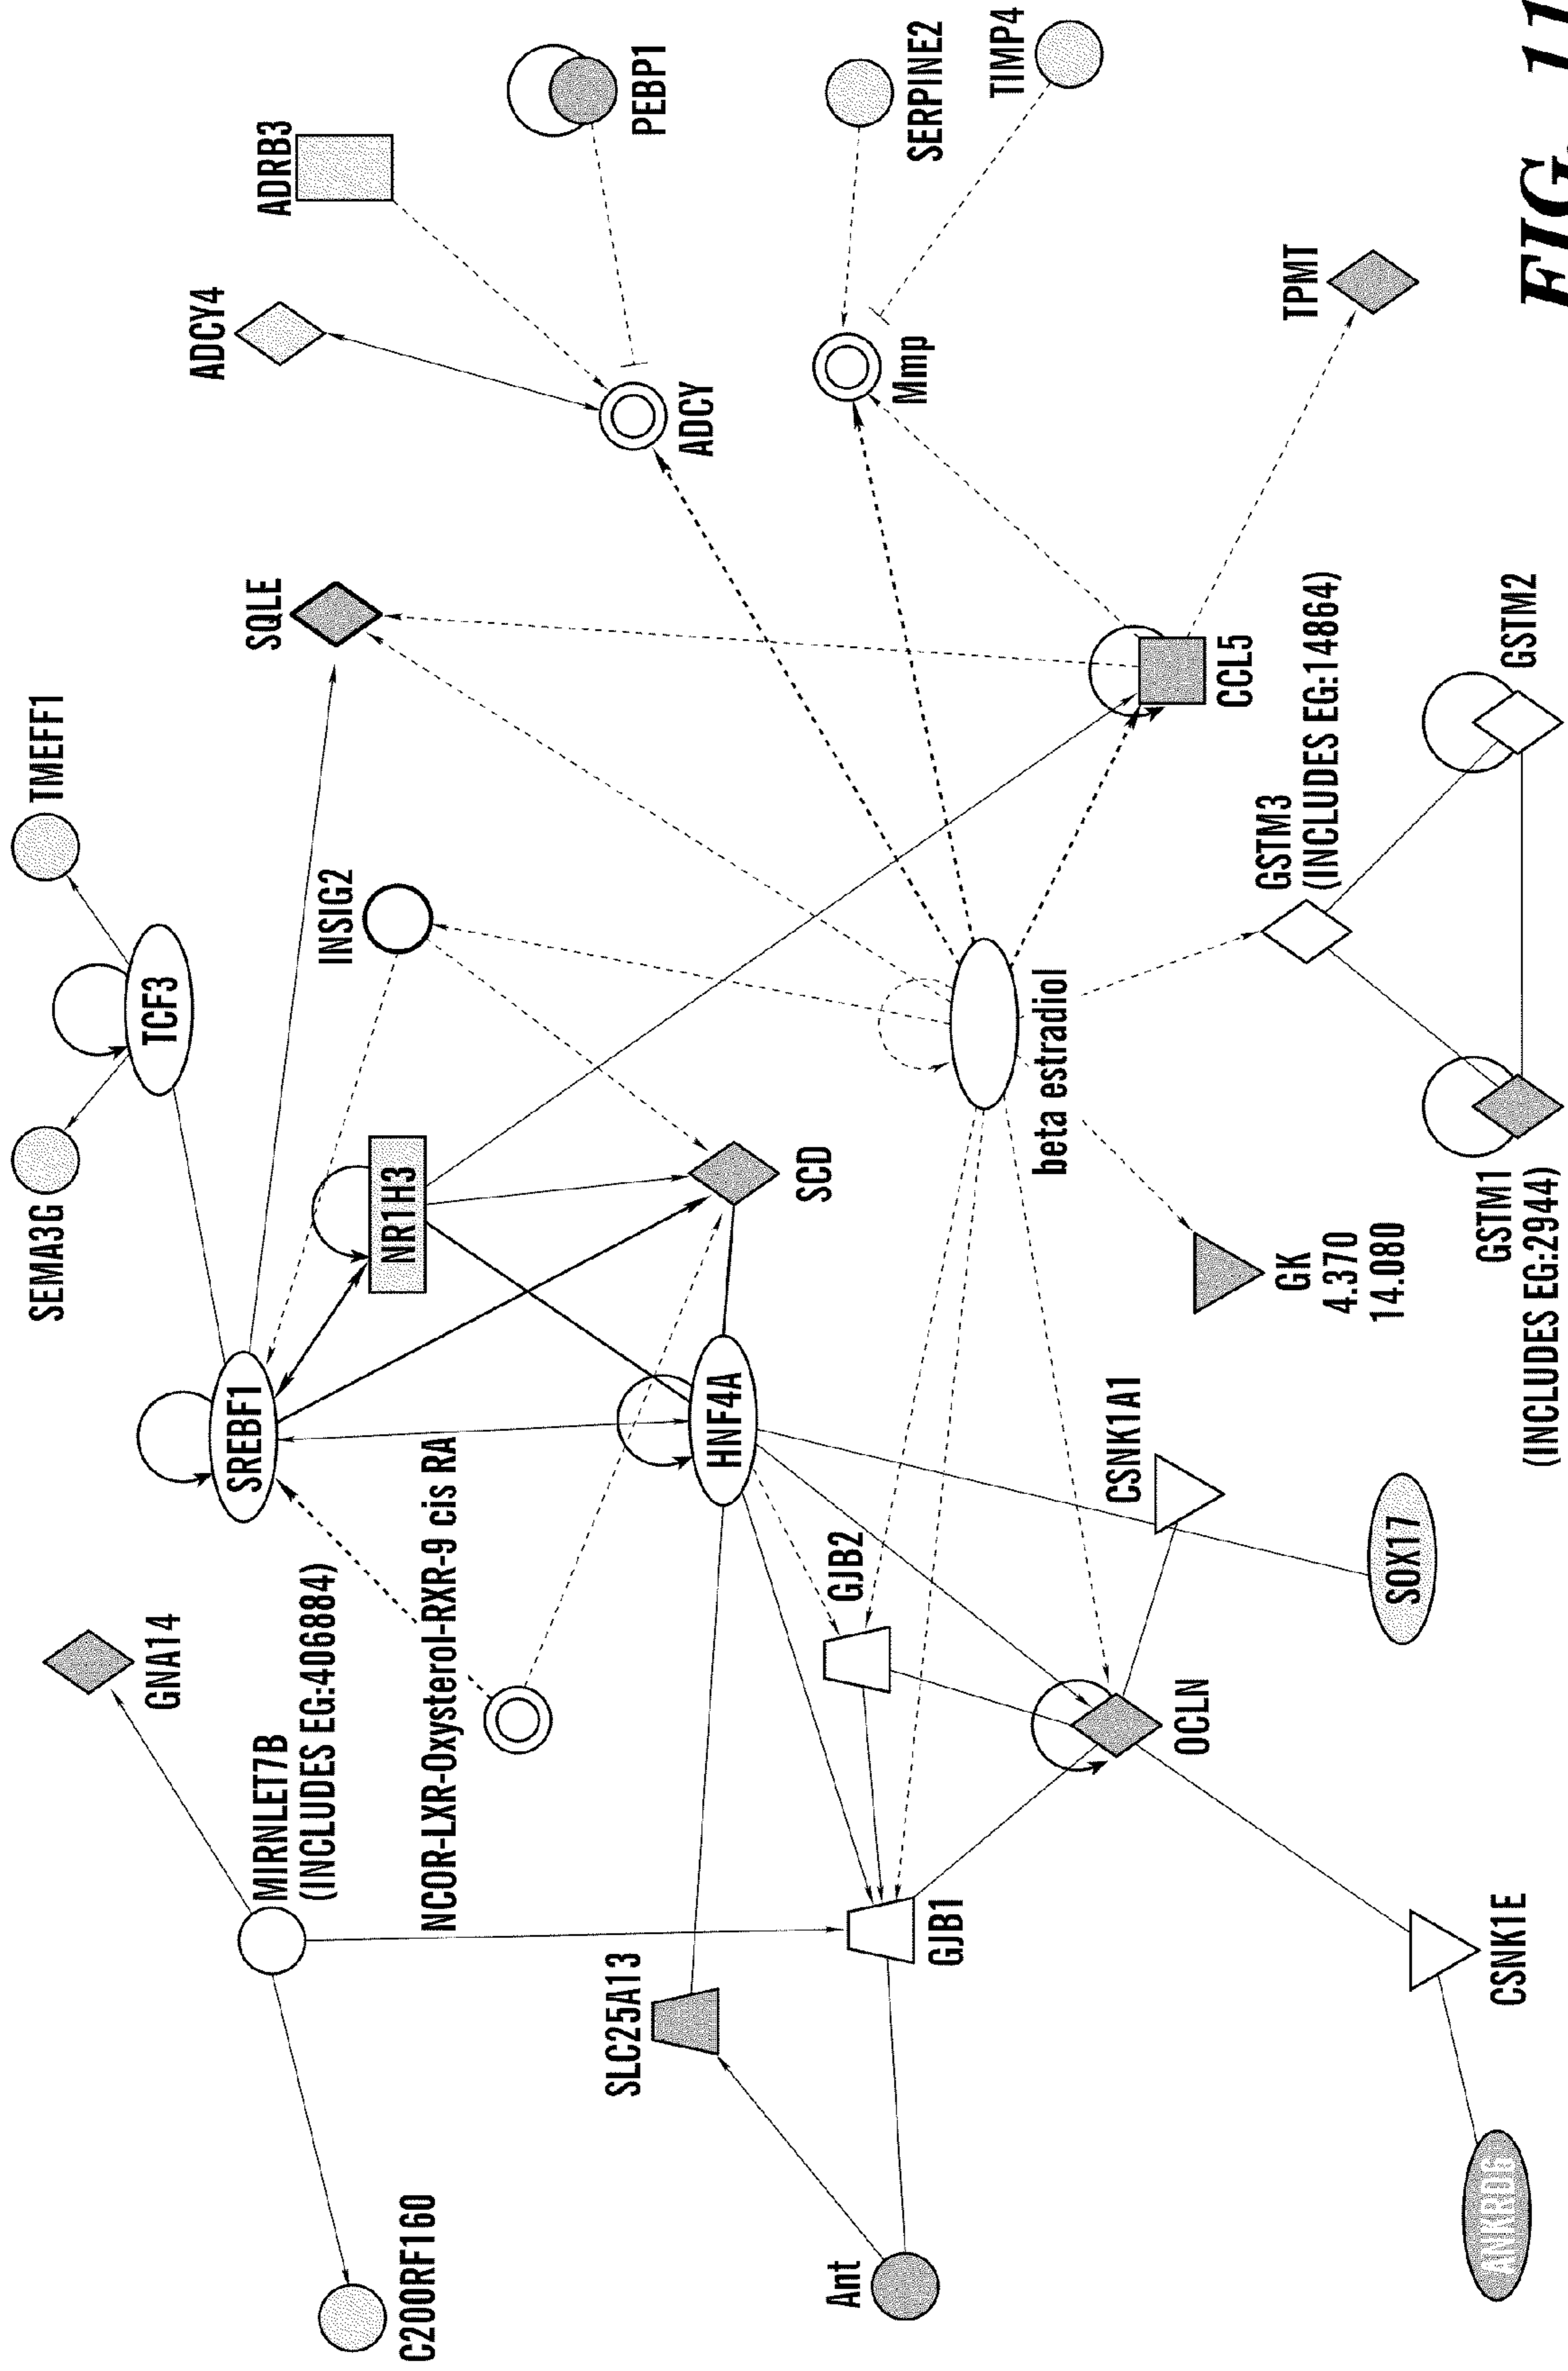 SEMA3G
TMEFF1
TCF3
GNA14
ADCY4
SREBF1
SQLE
MIRNLET7B
(INCLUDES EG:406884)
ADRB3
INSIG2
NR1H3
C20ORF160
NCOR-LXR-Oxysterol-RXR-9 cis RA
SLC25A13
PEBP1
ADCY
HNF4A
SCD
Ant
GJB2
Mmp
SERPINE2
GJB1
TIMP4
beta estradiol
CSNK1A1
OCLN
CCL5
GSTM3
(INCLUDES EG:14864)
TPMT
GK
4.370
14.080
SOX17
CSNK1E
GSTM1
(INCLUDES EG:2944)
GSTM2
ANKRD6
FIG. 11